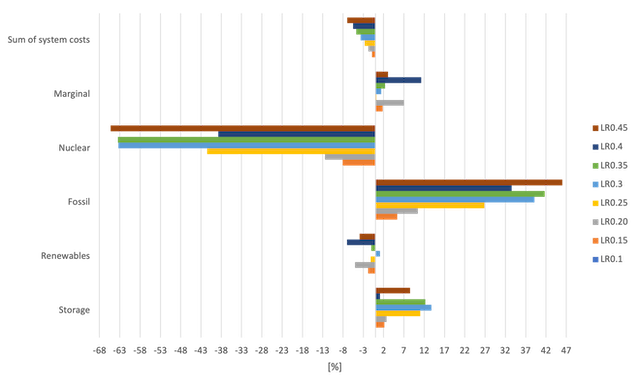 Sum of system costs
Marginal
Nuclear
Fossil
Renewables
Storage
LR0.45
LR0.4
LR0.35
LR0.3
LR0.25
LR0.20
LR0.15
LR0.1
-68 -63 -58 -53 -48 -43 -38 -33 -28 -23 -18 -13 -8 -3 2 7 12 17 22 27 32 37 42 47
[%]